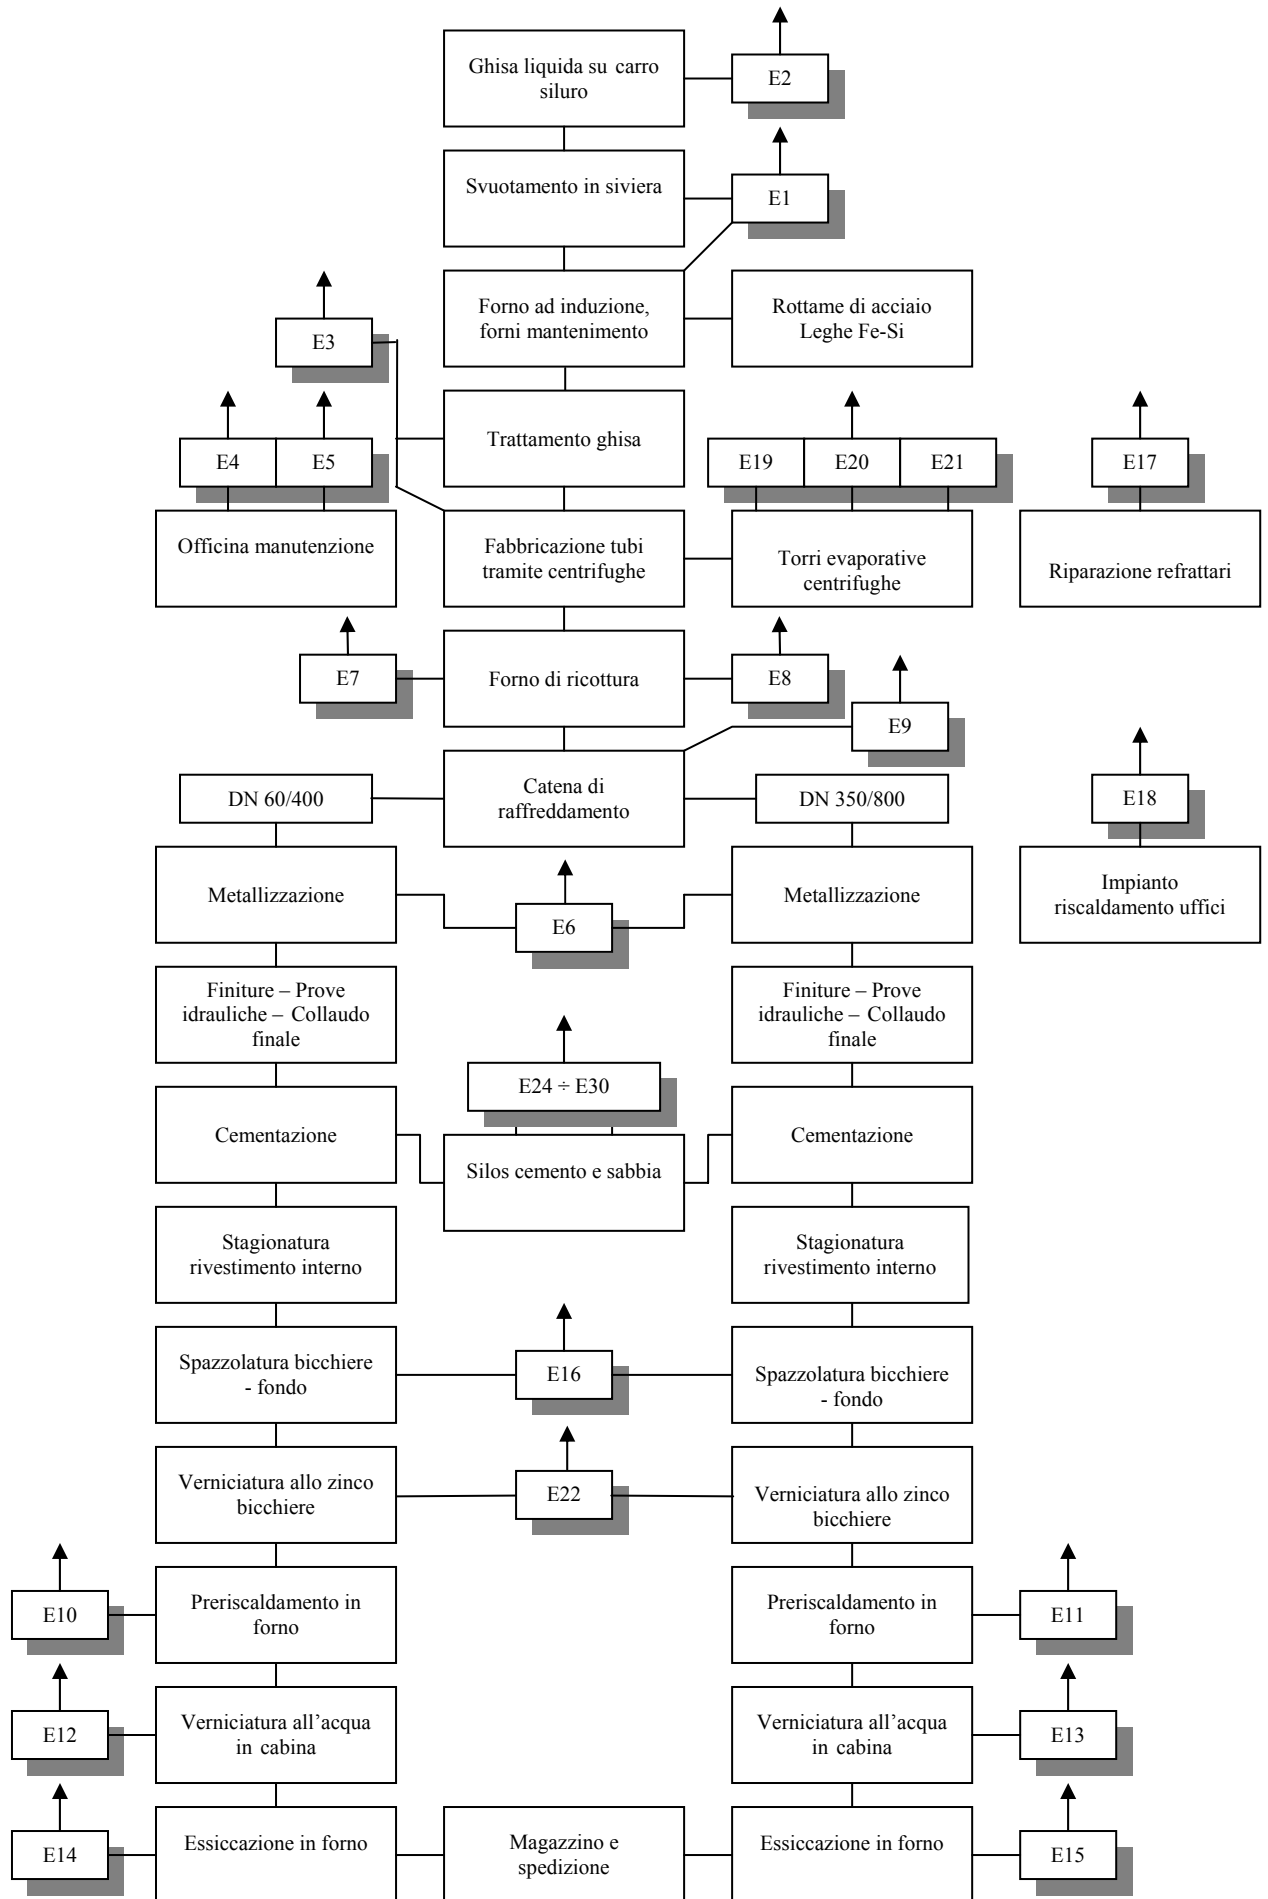 Ghisa liquida su carro
siluro
E2
Svuotamento in siviera
E1
Forno ad induzione,
forni mantenimento
Rottame di acciaio
Leghe Fe-Si
E3
Trattamento ghisa
E4
E5
E19
E20
E21
E17
Officina manutenzione
Fabbricazione tubi
tramite centrifughe
Torri evaporative
centrifughe
Riparazione refrattari
E7
Forno di ricottura
E8
E9
DN 60/400
Catena di
raffreddamento
DN 350/800
E18
Metallizzazione
E6
Metallizzazione
Impianto
riscaldamento uffici
Finiture – Prove
idrauliche – Collaudo
finale
Finiture – Prove
idrauliche – Collaudo
finale
E24 ÷ E30
Cementazione
Silos cemento e sabbia
Cementazione
Stagionatura
rivestimento interno
Stagionatura
rivestimento interno
Spazzolatura bicchiere
- fondo
E16
Spazzolatura bicchiere
- fondo
Verniciatura allo zinco
bicchiere
E22
Verniciatura allo zinco
bicchiere
E10
Preriscaldamento in
forno
Preriscaldamento in
forno
E11
E12
Verniciatura all’acqua
in cabina
Verniciatura all’acqua
in cabina
E13
E14
Essiccazione in forno
Magazzino e
spedizione
Essiccazione in forno
E15